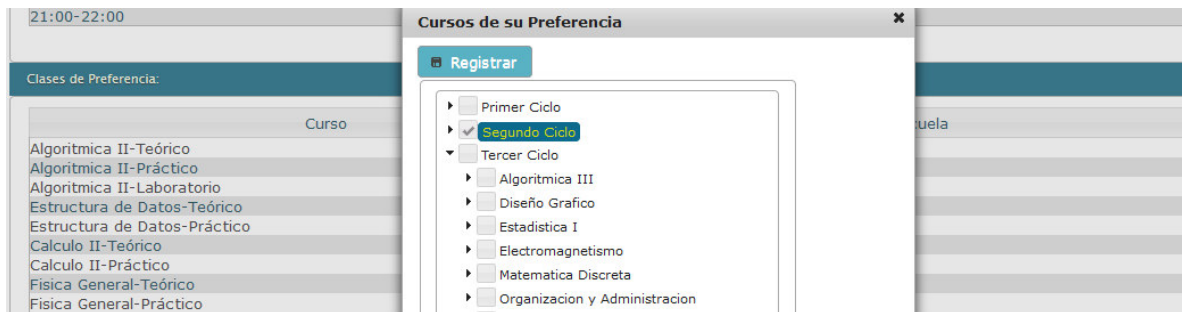 21:00-22:00
Cursos de su Preferencia
Registrar
Clases de Preferencia:
Curso
Algoritmica II-Teórico
Algoritmica II-Práctico
Algoritmica II-Laboratorio
Estructura de Datos-Teórico
Estructura de Datos-Práctico
Calculo II-Teórico
Calculo II-Práctico
Fisica General-Teórico
Fisica General-Práctico
Primer Ciclo
Segundo Ciclo
Tercer Ciclo
Algoritmica III
Diseño Grafico
Estadistica I
Electromagnetismo
Matematica Discreta
Organizacion y Administracion